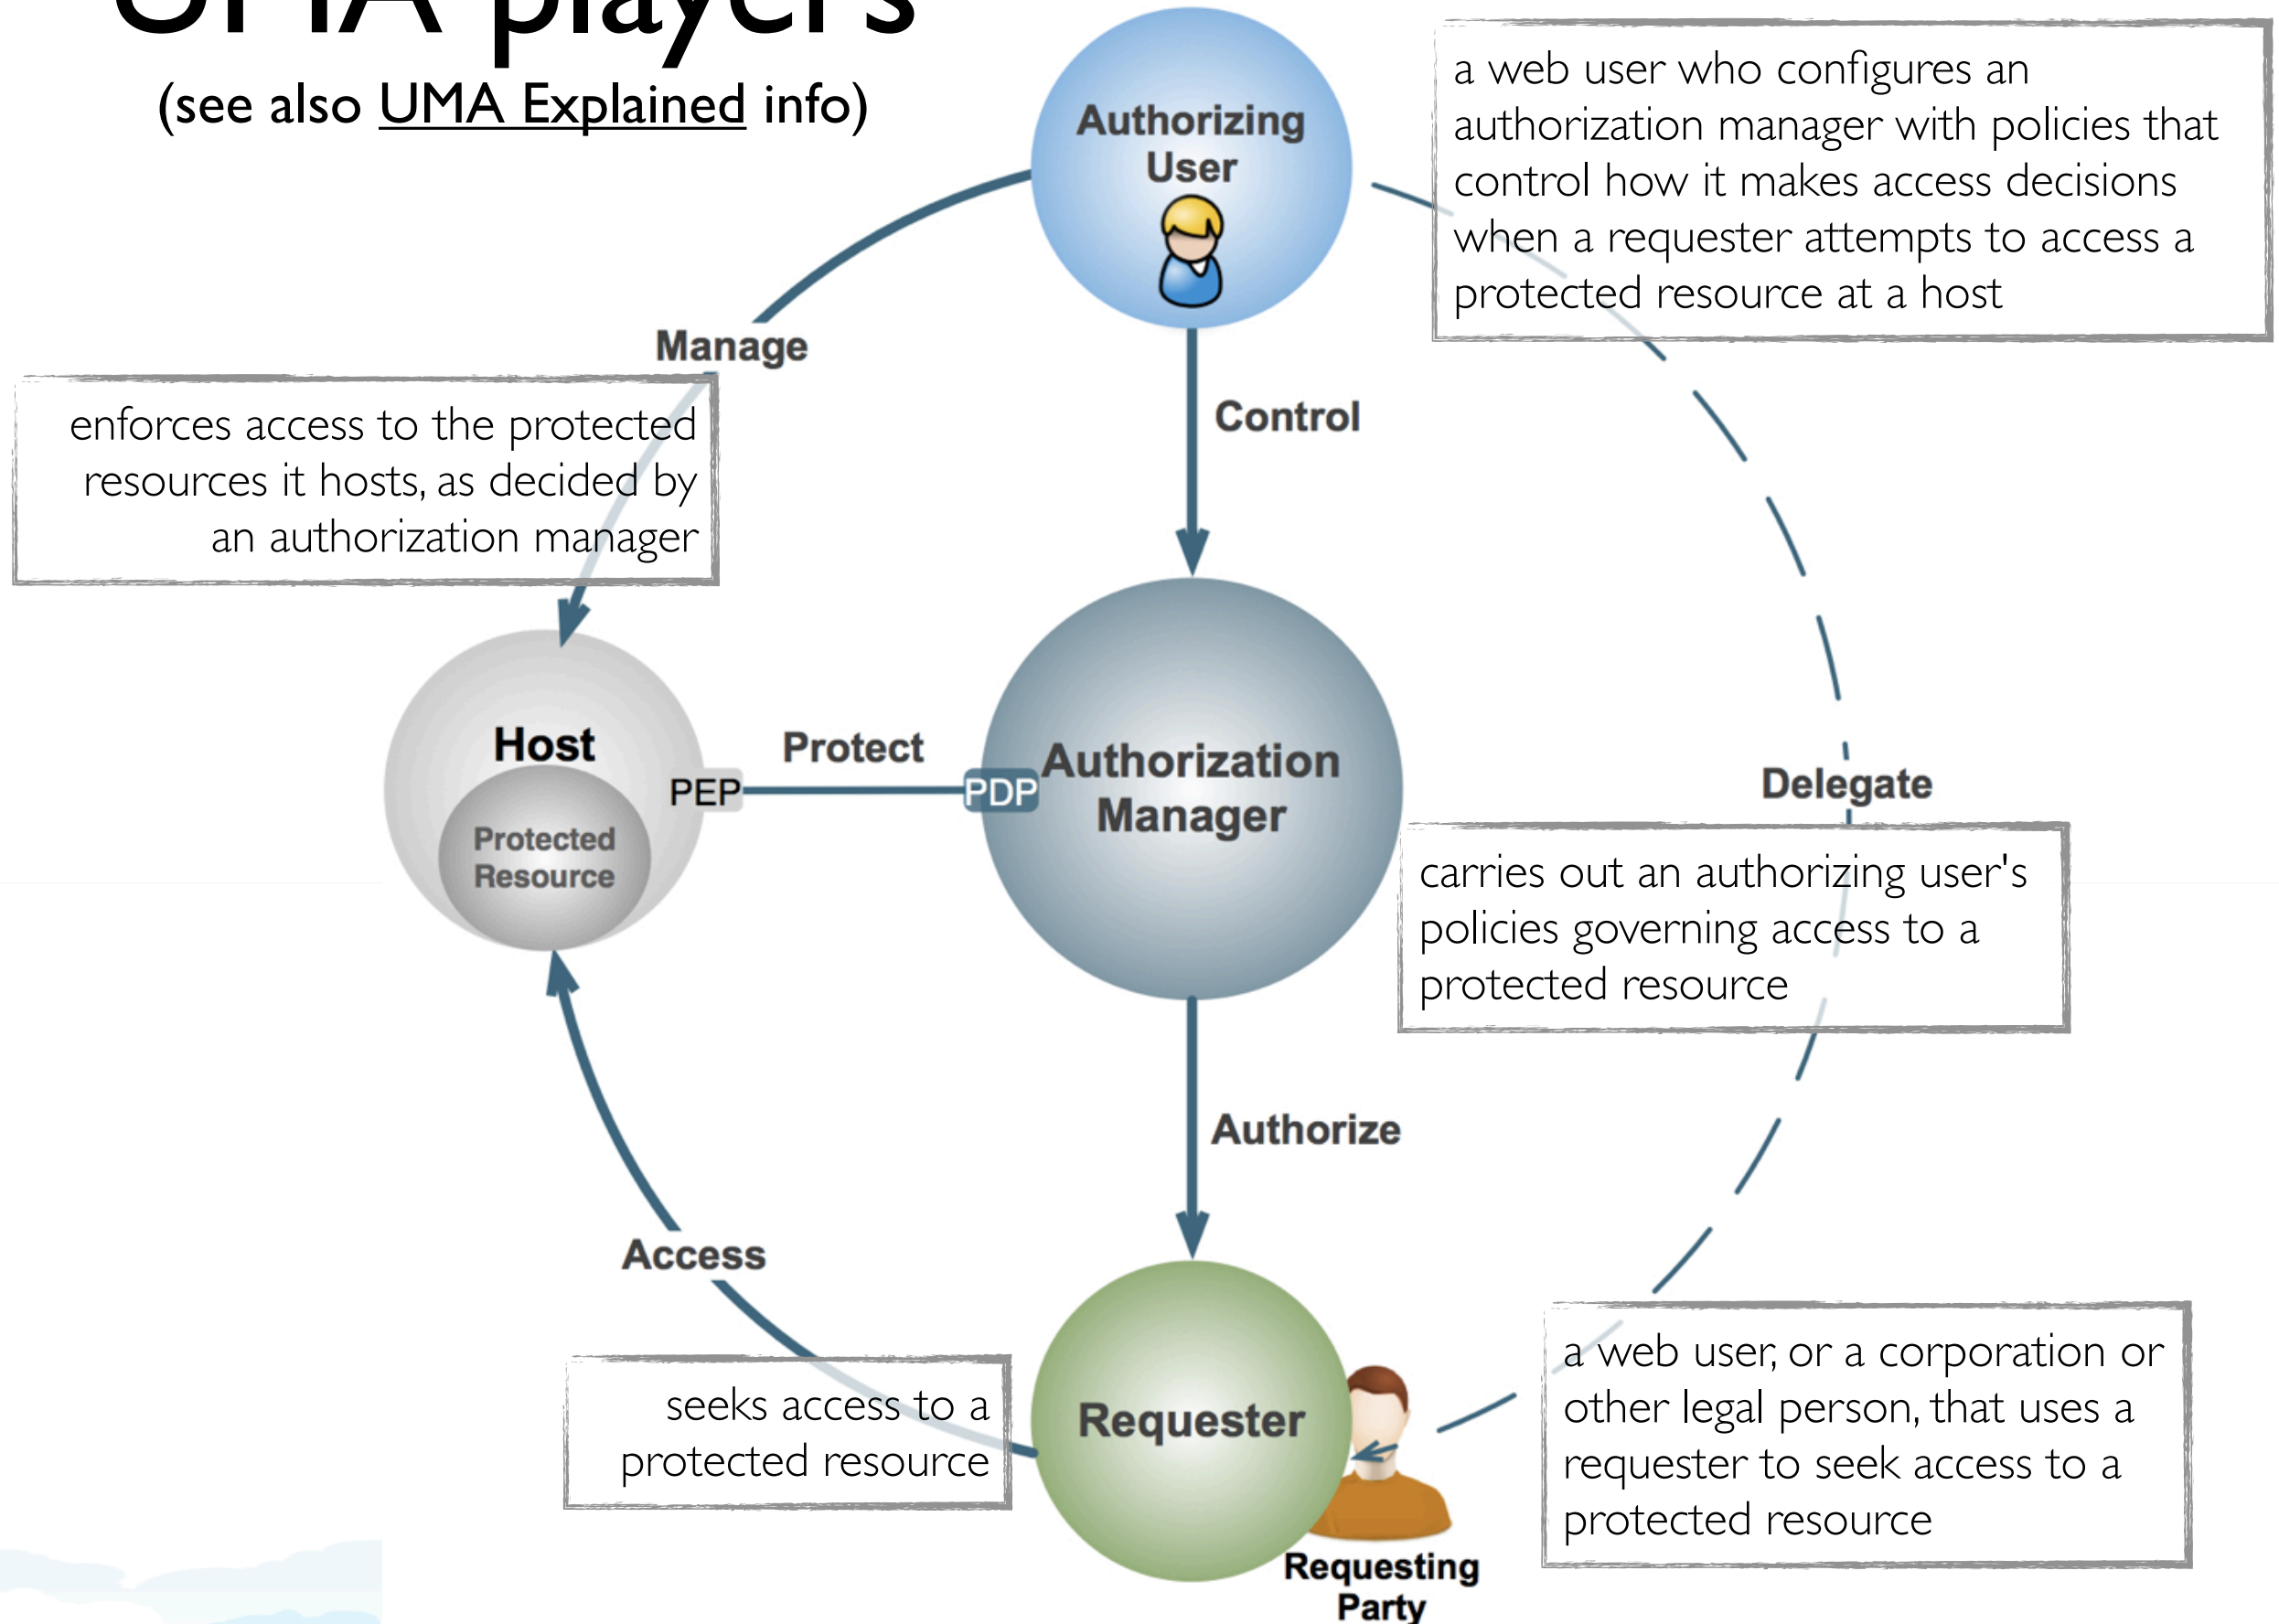 UMA players
(see also UMA Explained info)
Authorizing
User
a web user who configures an
authorization manager with policies that
control how it makes access decisions
when a requester attempts to access a
protected resource at a host
Manage
Control
enforces access to the protected
resources it hosts, as decided by
an authorization manager
Host
Protected
Resource
PEP
Protect
PDP
Authorization
Manager
Delegate
carries out an authorizing user's
policies governing access to a
protected resource
Authorize
Access
seeks access to a
protected resource
Requester
Requesting
Party
a web user, or a corporation or
other legal person, that uses a
requester to seek access to a
protected resource